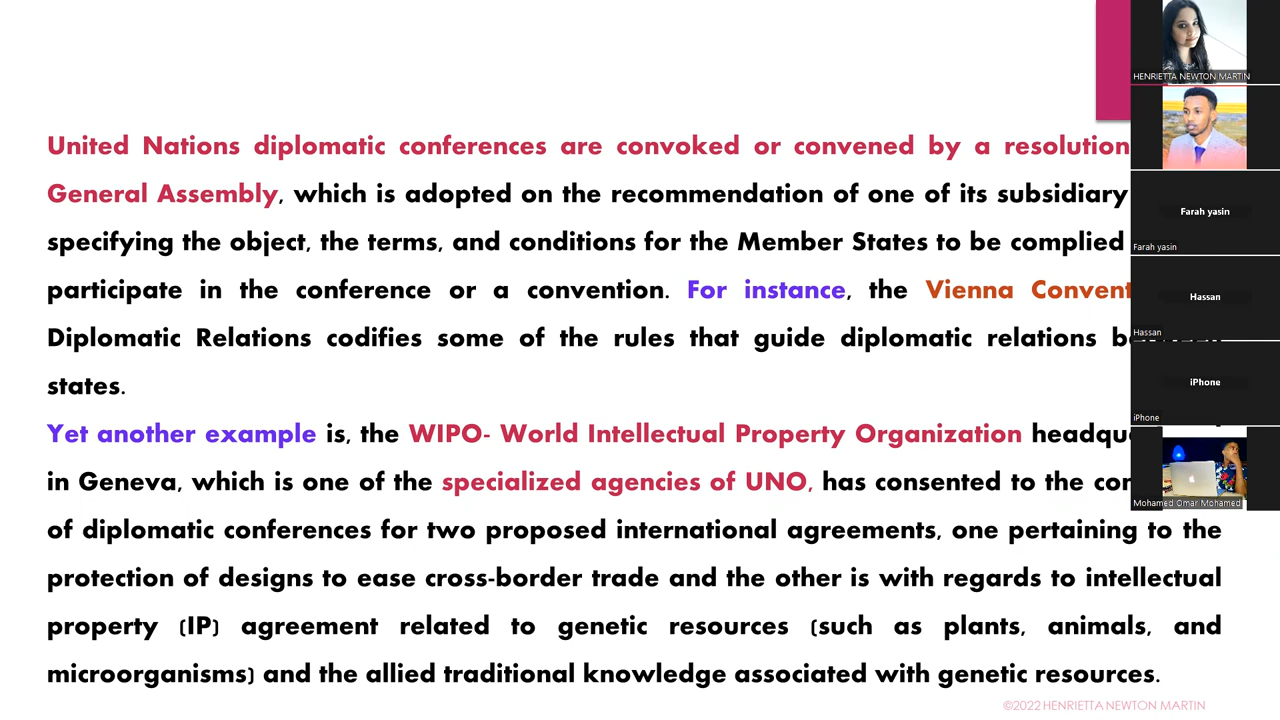 United Nations diplomatic conferences are convoked or convened by a resolution
General Assembly, which is adopted on the recommendation of one of its subsidiary
specifying the object, the terms, and conditions for the Member States to be complied
participate in the conference or a convention. For instance, the Vienna
Diplomatic Relations codifies some of the rules that guide diplomatic relations
states.
Yet another example is, the WIPO- World Intellectual Property Organization
in Geneva, which is one of the specialized agencies of UNO, has consented to the
of diplomatic conferences for two proposed international agreements, one pertaining to the
protection of designs to ease cross-border trade and the other is with regards to intellectual
property (IP) agreement related to genetic resources (such as plants, animals, and
microorganisms) and the allied traditional knowledge associated with genetic resources.
©2022 HENRIETTA NEWTON MARTIN
HENRIETTA NEWTON MARTIN
Farah yasin
Farah yasin
Hassan
Hassan
iPhone
iPhone
Mohamed Omar Mohamed